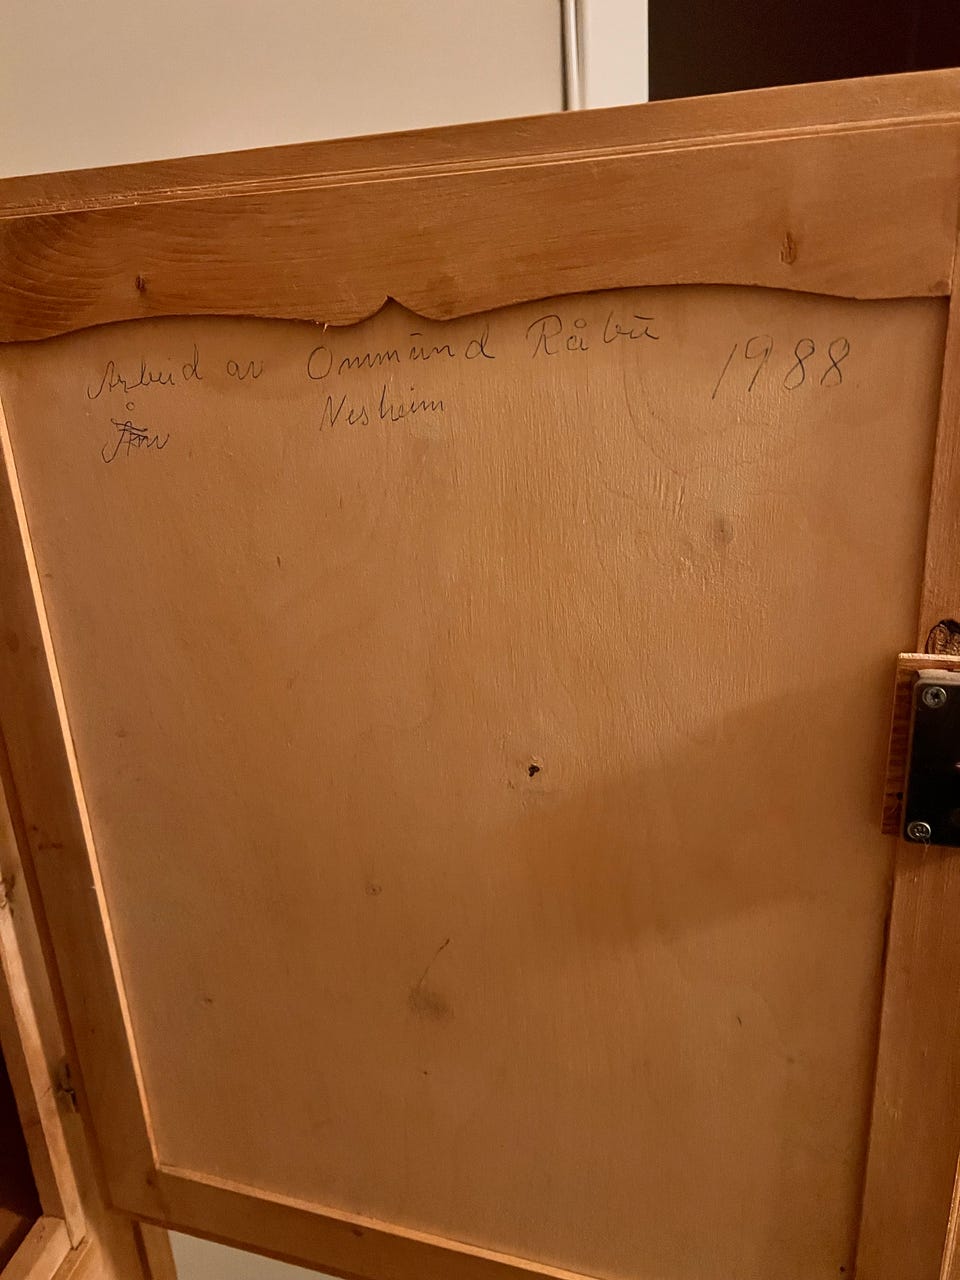 Arbeid av Ommund Råbu 1988
Nesheim